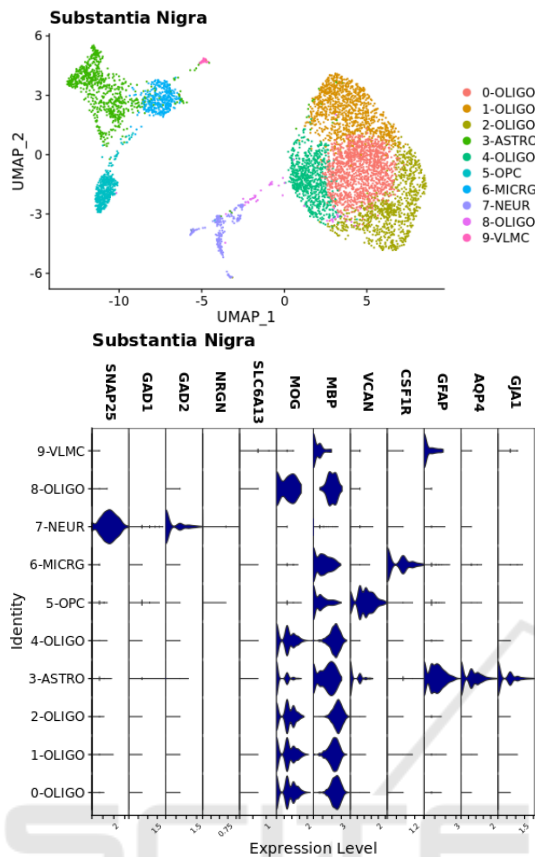 Substantia Nigra
6
3
0
-3
-6
UMAP_2
-10 -5 0 5
UMAP_1
0-OLIGO
1-OLIGO
2-OLIGO
3-ASTRO
4-OLIGO
5-OPC
6-MICRG
7-NEUR
8-OLIGO
9-VLMC
Substantia Nigra
SNAP25 GAD1 GAD2 NRGN SLC6A13 MOG MBP VCAN CSF1R GFAP AQP4 GJA1
9-VLMC
8-OLIGO
7-NEUR
6-MICRG
5-OPC
4-OLIGO
3-ASTRO
2-OLIGO
1-OLIGO
0-OLIGO
Identity
2 1.5 1.5 0.75 1 2 3 2 1.2 3 2 1.5
Expression Level
SCITE